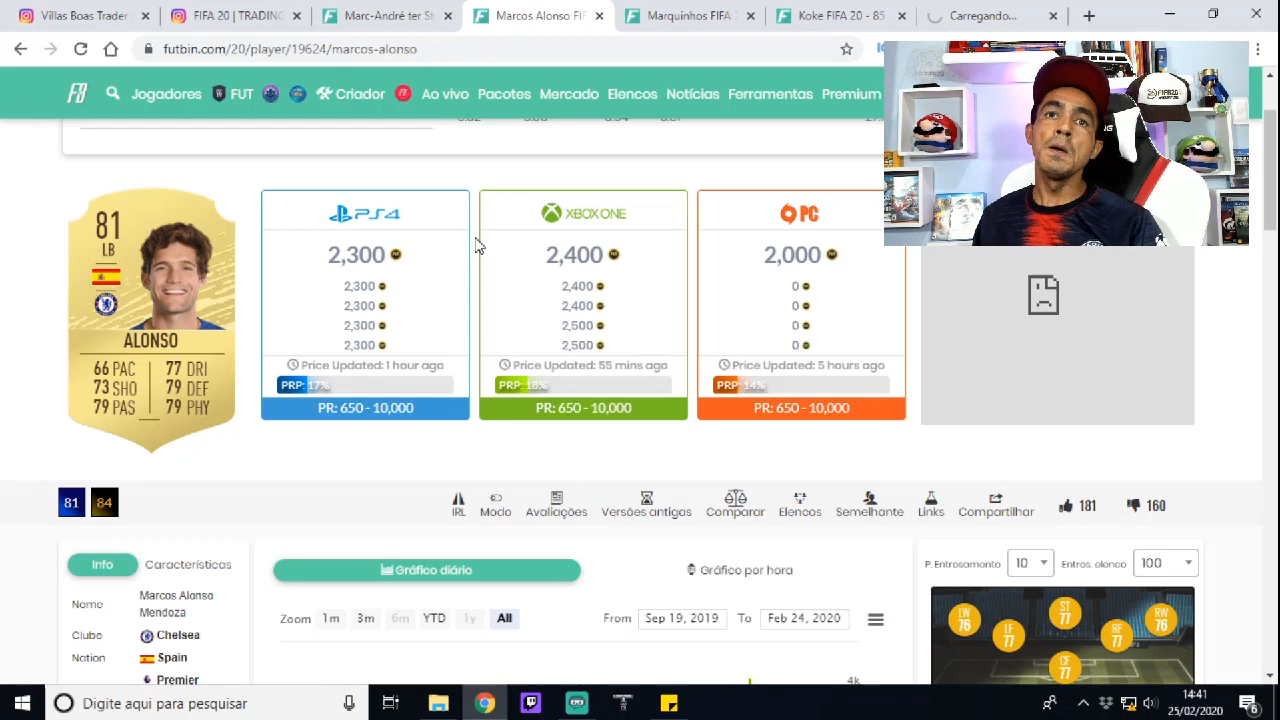 Villas Boas Trader
FIFA 20 | TRADING
Marc-André ter St
Marcos Alonso FIF
Marquinhos FIFA 2
Koke FIFA 20 - 85
Carregando...
futbin.com/20/player/19624/marcos-alonso
Jogadores FUT Criador Ao vivo Pacotes Mercado Elencos Notícias Ferramentas Premium
81
LB
ALONSO
66 PAC 77 DRI
73 SHO 79 DEF
79 PAS 79 PHY
PS4
2,300
2,300
2,300
2,300
2,300
Price Updated: 1 hour ago
PRP: 17%
PR: 650 - 10,000
XBOX ONE
2,400
2,400
2,400
2,500
2,500
Price Updated: 55 mins ago
PRP: 18%
PR: 650 - 10,000
PC
2,000
0
0
0
0
Price Updated: 5 hours ago
PRP: 14%
PR: 650 - 10,000
81 84
IRL Modo Avaliações Versões antigas Comparar Elencos Semelhante Links Compartilhar 181 160
Info Características
Nome Marcos Alonso
Mendoza
Clube Chelsea
Nation Spain
Premier
Gráfico diário Gráfico por hora
Zoom 1m 3m 6m YTD 1y All From Sep 19, 2019 To Feb 24, 2020
4k
P. Entrosamento 10 Entros. elenco 100
LW
76
ST
77
RW
76
LF
77
RF
77
CF
77
Digite aqui para pesquisar
14:41
25/02/2020
6